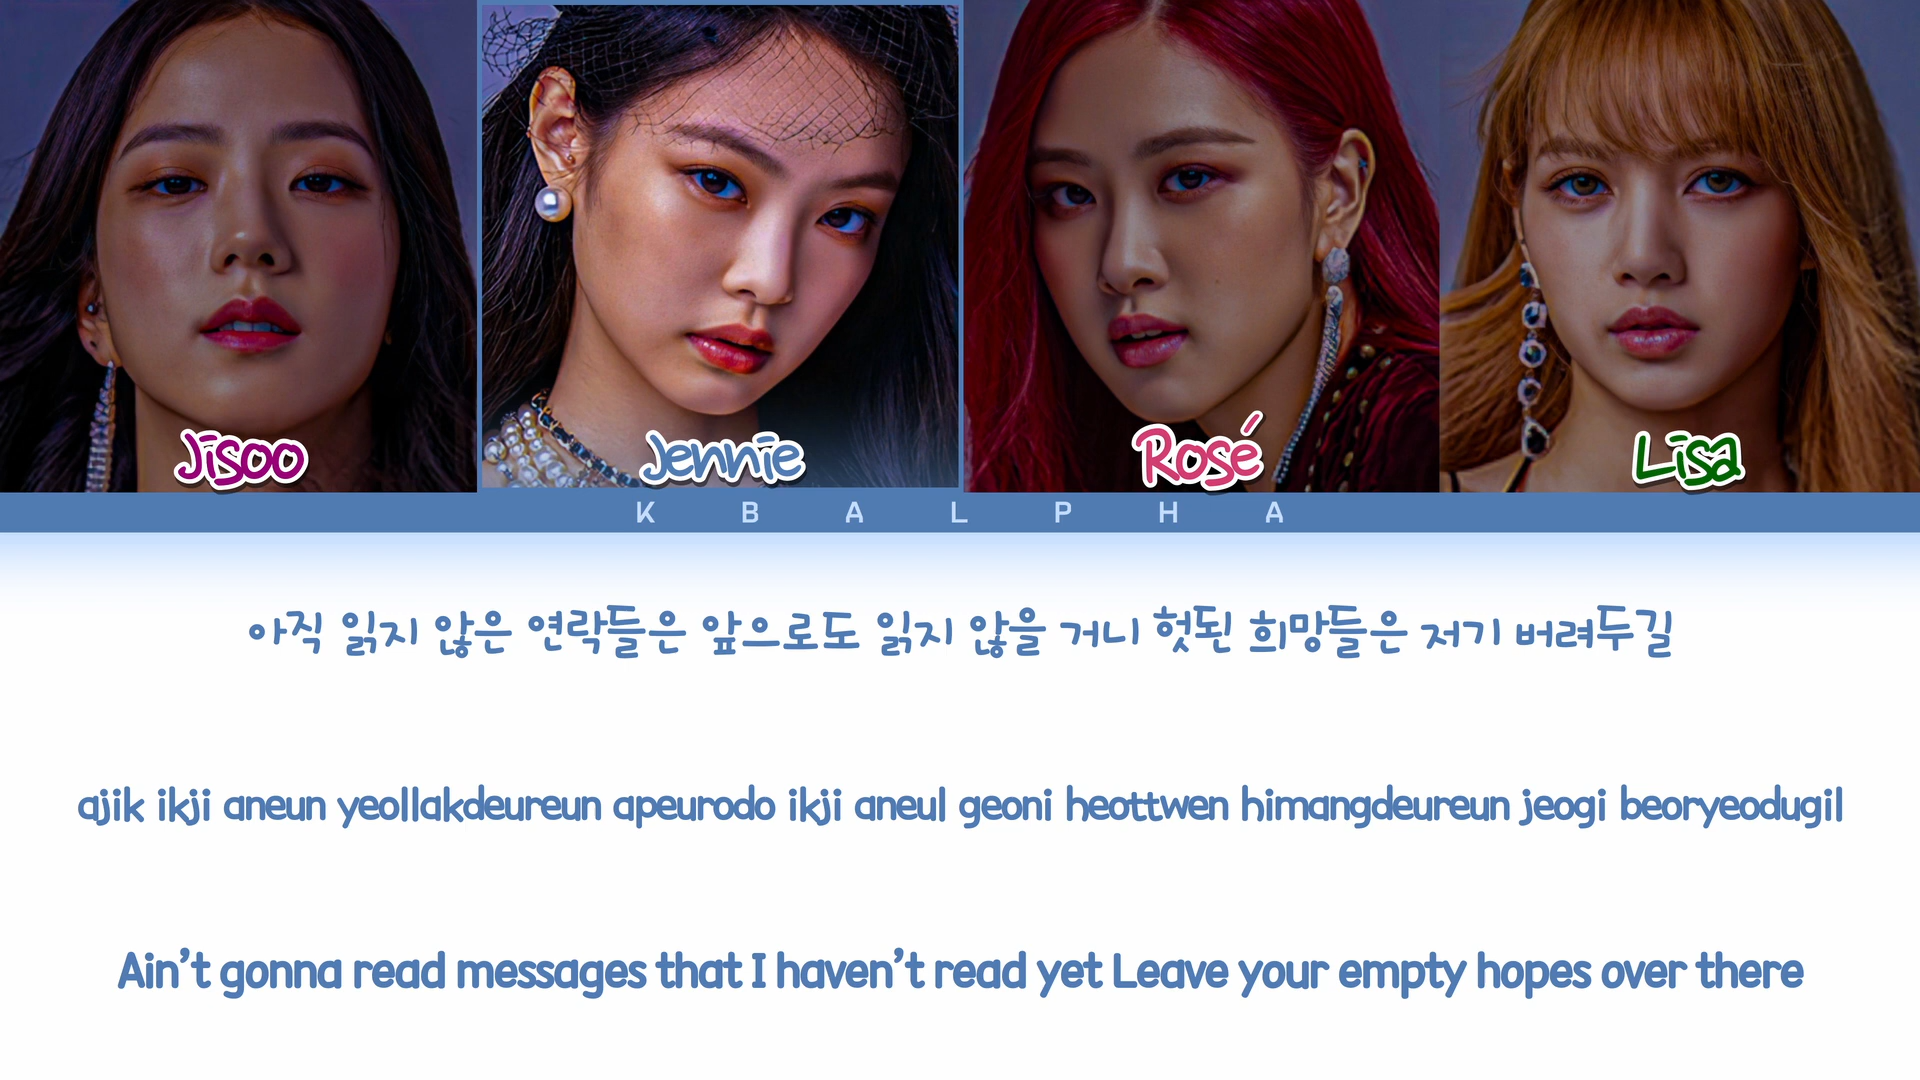 Jisoo
Jennie
Rosé
Lisa
K B A L P H A
아직 읽지 않은 연락들은 앞으로도 읽지 않을 거니 헛된 희망들은 저기 버려두길
ajik ikji aneun yeollakdeureun apeurodo ikji aneul geoni heottwen himangdeureun jeogi beoryeodugil
Ain’t gonna read messages that I haven’t read yet Leave your empty hopes over there